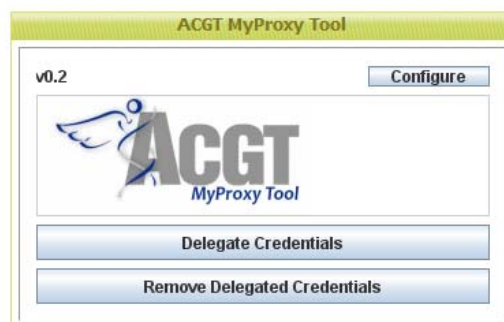 ACGT MyProxy Tool
v0.2
Configure
ACGT
MyProxy Tool
Delegate Credentials
Remove Delegated Credentials